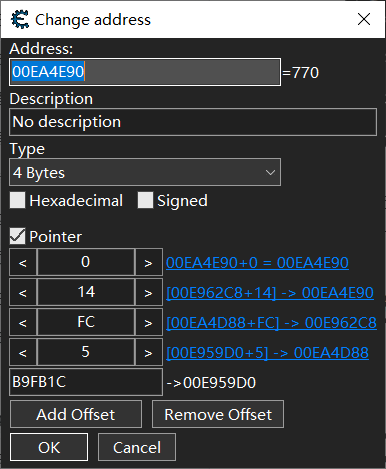 Change address
Address:
00EA4E90 =770
Description
No description
Type
4 Bytes
Hexadecimal Signed
Pointer
< 0 > 00EA4E90+0 = 00EA4E90
< 14 > [00E962C8+14] -> 00EA4E90
< FC > [00EA4D88+FC] -> 00E962C8
< 5 > [00E959D0+5] -> 00EA4D88
B9FB1C ->00E959D0
Add Offset Remove Offset
OK Cancel